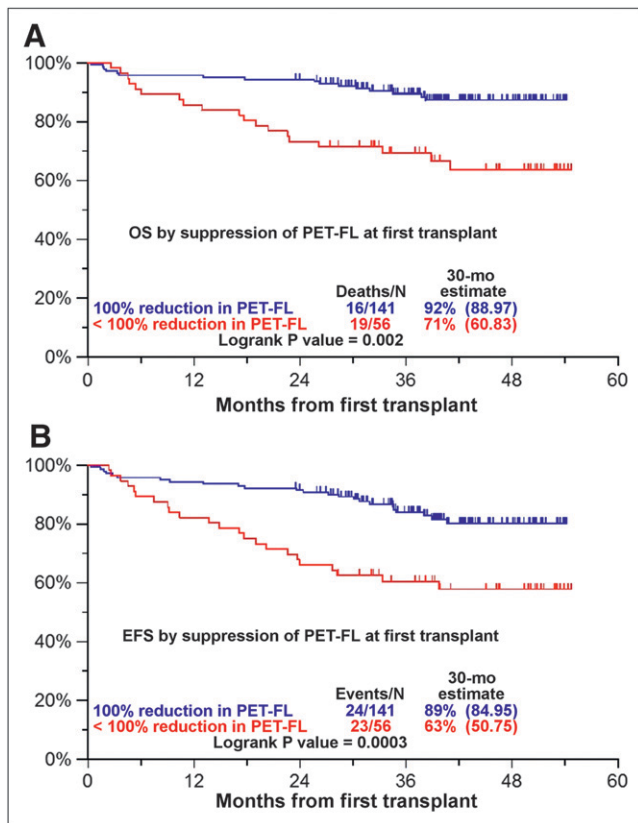 A
100%
80%
60%
40%
20%
0%
OS by suppression of PET-FL at first transplant
Deaths/N
30-mo
estimate
100% reduction in PET-FL 16/141 92% (88.97)
< 100% reduction in PET-FL 19/56 71% (60.83)
Logrank P value = 0.002
0 12 24 36 48 60
Months from first transplant
B
100%
80%
60%
40%
20%
0%
EFS by suppression of PET-FL at first transplant
30-mo
Events/N estimate
100% reduction in PET-FL 24/141 89% (84.95)
< 100% reduction in PET-FL 23/56 63% (50.75)
Logrank P value = 0.0003
0 12 24 36 48 60
Months from first transplant